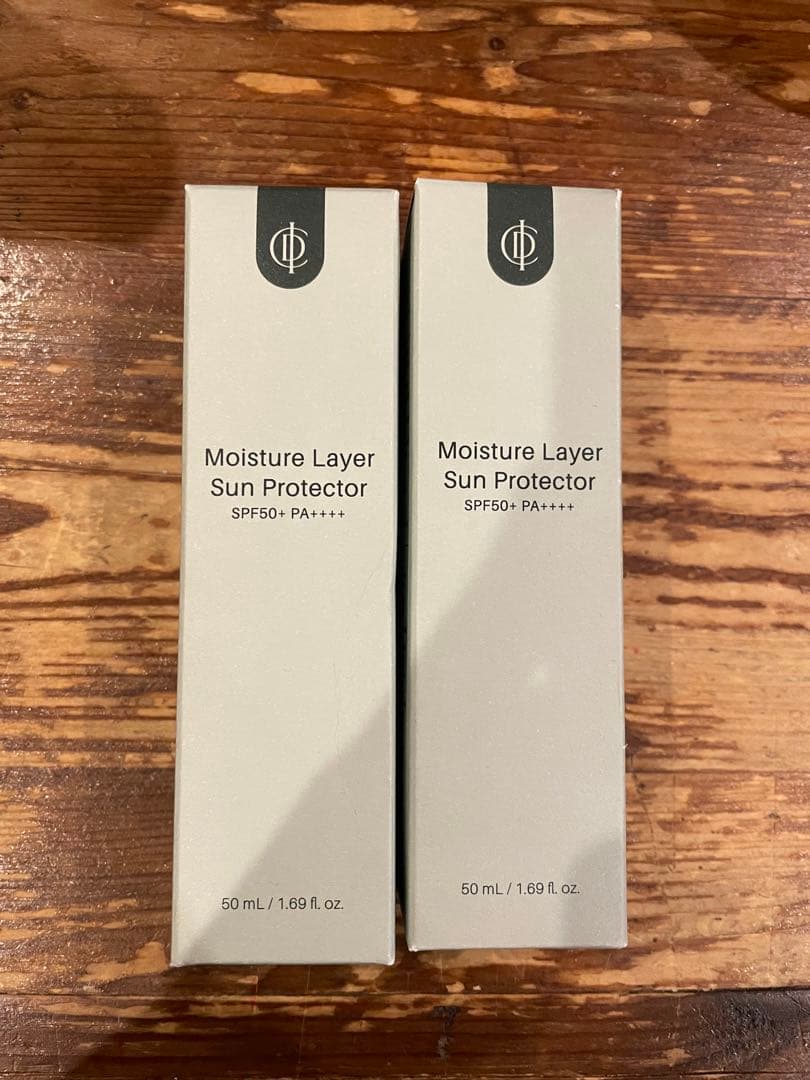 Moisture Layer
Sun Protector
SPF50+ PA++++
50 mL / 1.69 fl. oz.
Moisture Layer
Sun Protector
SPF50+ PA++++
50 mL / 1.69 fl. oz.